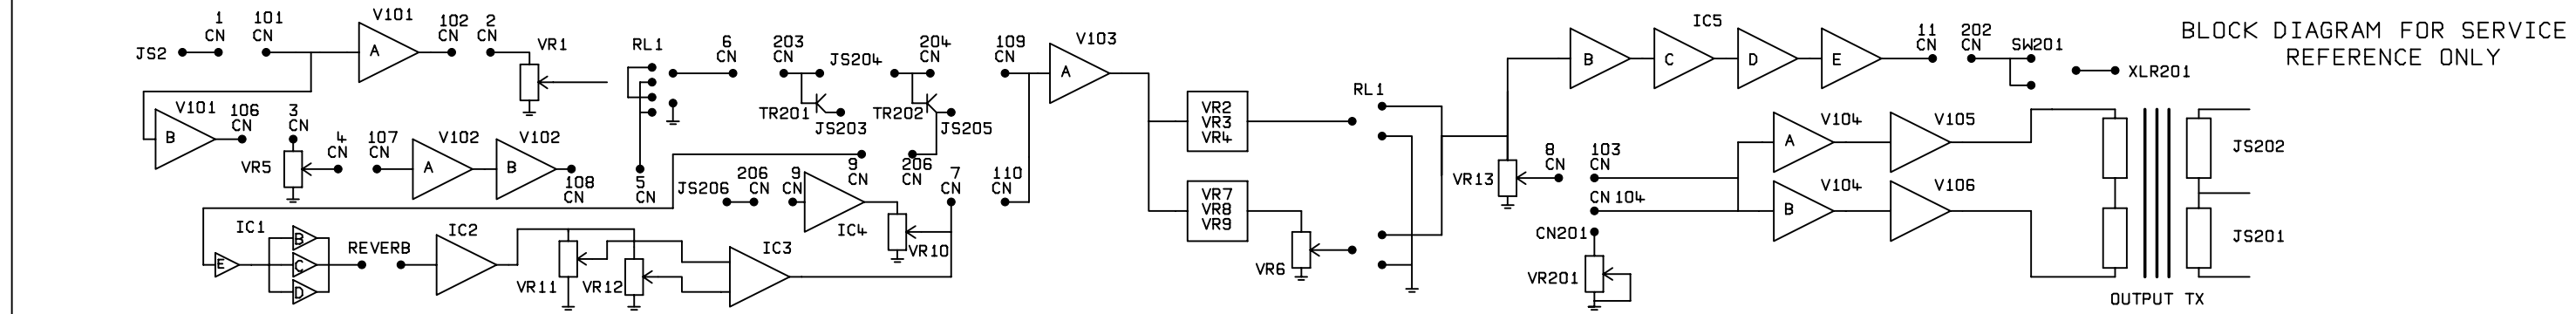 BLOCK DIAGRAM FOR SERVICE
REFERENCE ONLY
JS2
1
CN
101
CN
V101
A
102
CN
2
CN
VR1
RL1
6
CN
203
CN
JS204
204
CN
109
CN
V103
A
TR201
JS203
TR202
JS205
V101
B
106
CN
3
CN
VR5
4
CN
107
CN
V102
A
V102
B
108
CN
5
CN
JS206
206
CN
9
CN
IC4
9
CN
206
CN
7
CN
110
CN
VR10
IC1
E
B
C
D
REVERB
IC2
VR11
VR12
IC3
VR2
VR3
VR4
VR7
VR8
VR9
VR6
RL1
IC5
B
C
D
E
11
CN
202
CN
SW201
XLR201
VR13
8
CN
103
CN
CN 104
CN201
VR201
V104
A
V105
V104
B
V106
JS202
JS201
OUTPUT TX